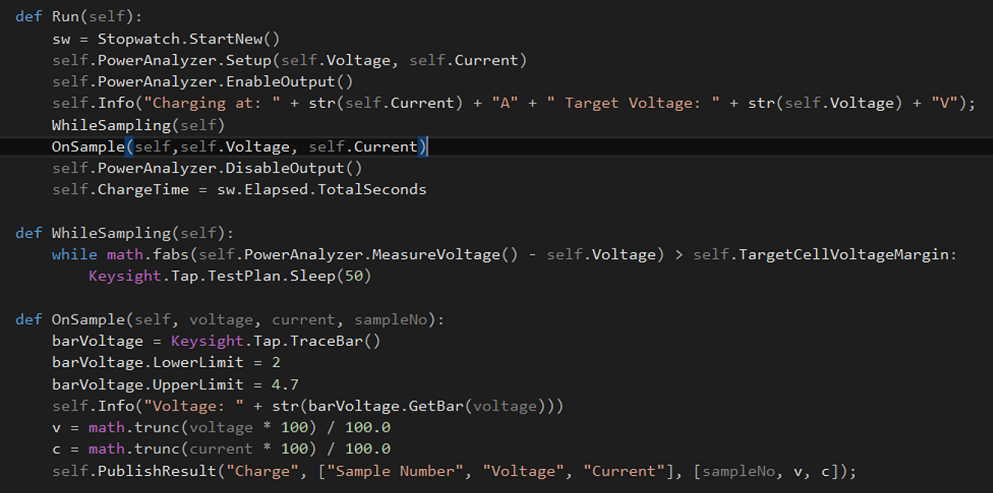 def Run(self):
sw = Stopwatch.StartNew()
self.PowerAnalyzer.Setup(self.Voltage, self.Current)
self.PowerAnalyzer.EnableOutput()
self.Info("Charging at: " + str(self.Current) + "A" + " Target Voltage: " + str(self.Voltage) + "V");
WhileSampling(self)
OnSample(self,self.Voltage, self.Current)
self.PowerAnalyzer.DisableOutput()
self.ChargeTime = sw.Elapsed.TotalSeconds
def WhileSampling(self):
while math.fabs(self.PowerAnalyzer.MeasureVoltage() - self.Voltage) > self.TargetCellVoltageMargin:
Keysight.Tap.TestPlan.Sleep(50)
def OnSample(self, voltage, current, sampleNo):
barVoltage = Keysight.Tap.TraceBar()
barVoltage.LowerLimit = 2
barVoltage.UpperLimit = 4.7
self.Info("Voltage: " + str(barVoltage.GetBar(voltage)))
v = math.trunc(voltage * 100) / 100.0
c = math.trunc(current * 100) / 100.0
self.PublishResult("Charge", ["Sample Number", "Voltage", "Current"], [sampleNo, v, c]);